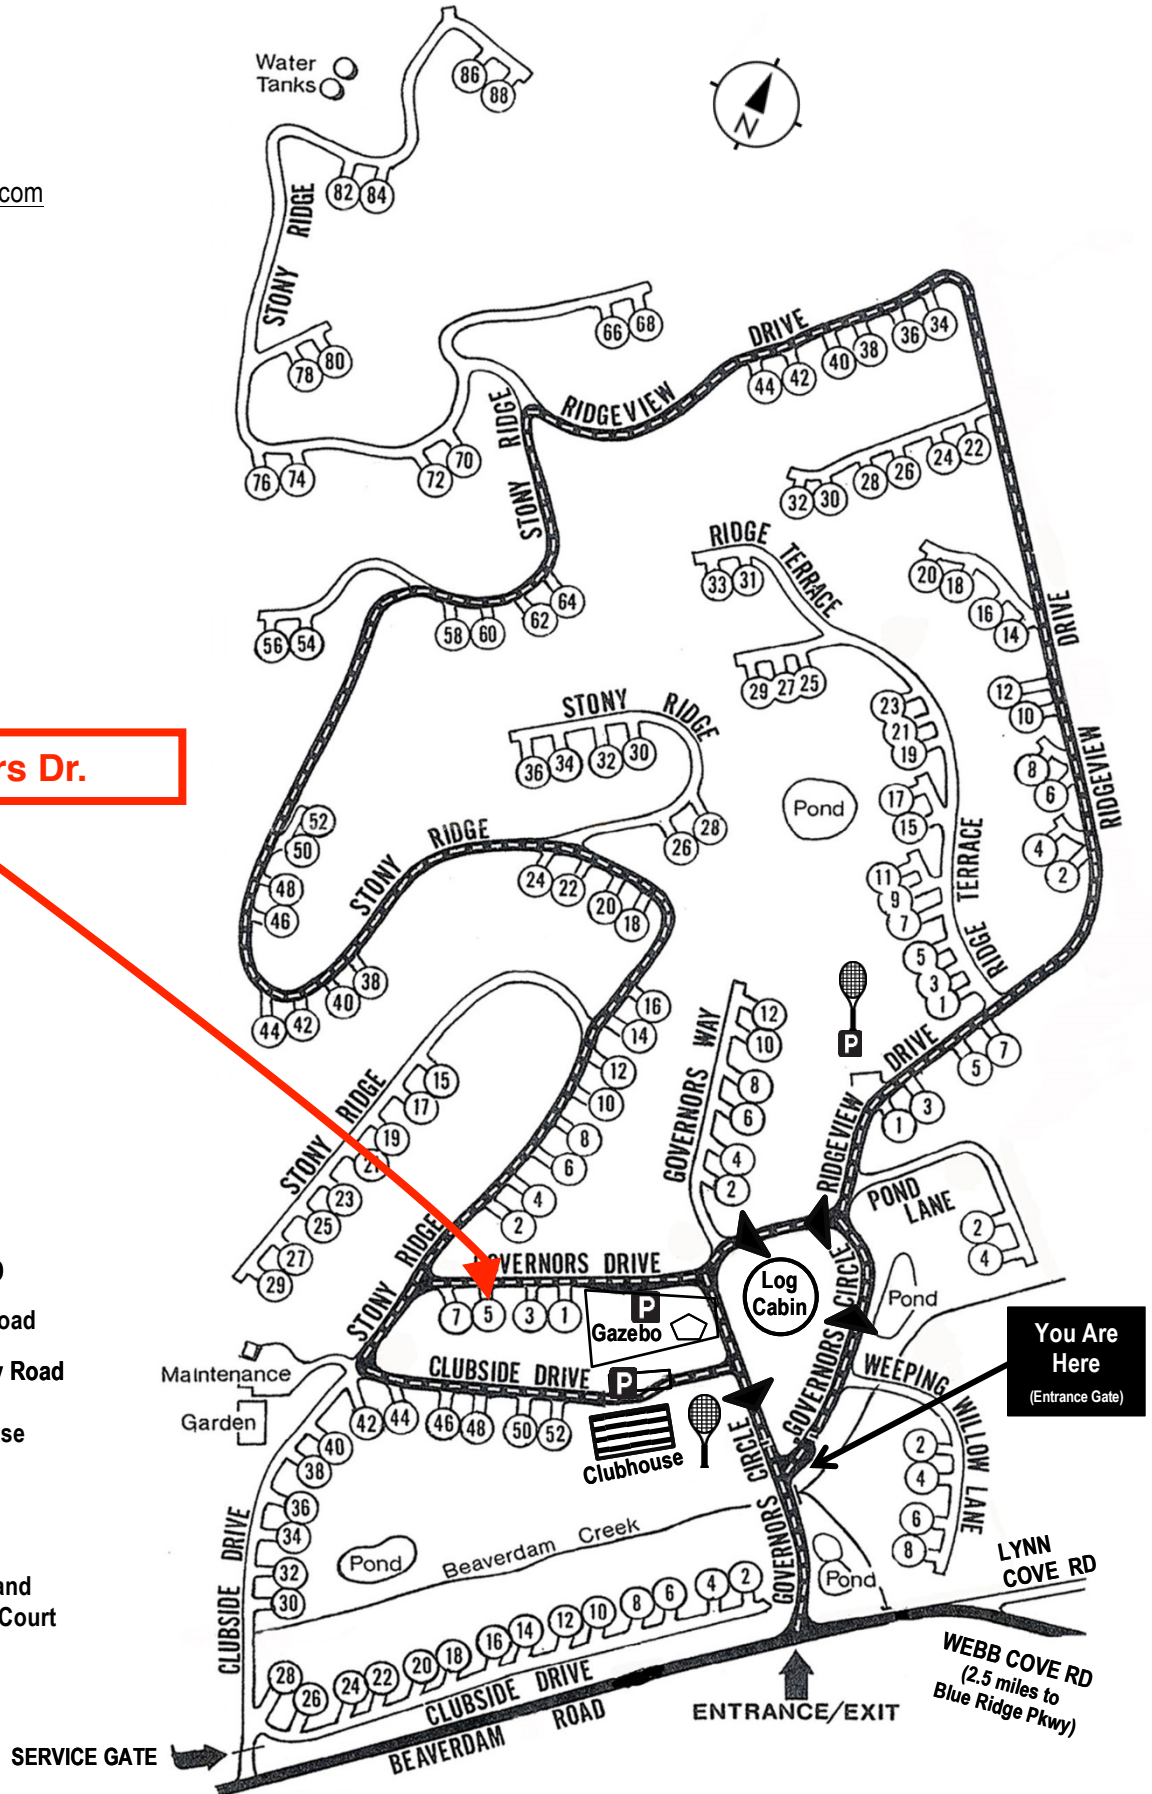 Water
Tanks
86
88
N
82
84
com
STONY RIDGE
66
68
DRIVE
34
36
38
40
42
44
78
80
RIDGEVIEW
STONY RIDGE
76
74
72
70
22
24
26
28
30
32
RIDGE TERRACE
33
31
20
18
16
14
DRIVE
64
62
60
58
56
54
29
27
25
12
10
8
6
4
2
RIDGEVIEW
STONY RIDGE
36
34
32
30
28
26
23
21
19
17
15
11
9
7
5
3
1
RIDGE TERRACE
Pond
rs Dr.
52
50
48
46
STONY RIDGE
24
22
20
18
44
42
40
38
16
14
12
10
8
6
4
2
STONY RIDGE
15
17
19
21
23
25
27
29
GOVERNORS WAY
12
10
8
6
4
2
P
RIDGEVIEW DRIVE
7
5
3
1
POND
LANE
2
4
Pond
STONY RIDGE
OVERNORS DRIVE
7
5
3
1
P
Gazebo
Log
Cabin
GOVERNORS CIRCLE
oad
y Road
se
and
Court
You Are
Here
(Entrance Gate)
Maintenance
Garden
CLUBSIDE DRIVE
P
Clubhouse
42
44
46
48
50
52
40
38
36
34
32
30
CLUBSIDE DRIVE
WEEPING WILLOW LANE
2
4
6
8
GOVERNORS CIRCLE
Pond
Beaverdam Creek
Pond
LYNN
COVE RD
28
26
24
22
20
18
16
14
12
10
8
6
4
2
CLUBSIDE DRIVE
BEAVERDAM ROAD
ENTRANCE/EXIT
WEBB COVE RD
(2.5 miles to
Blue Ridge Pkwy)
SERVICE GATE